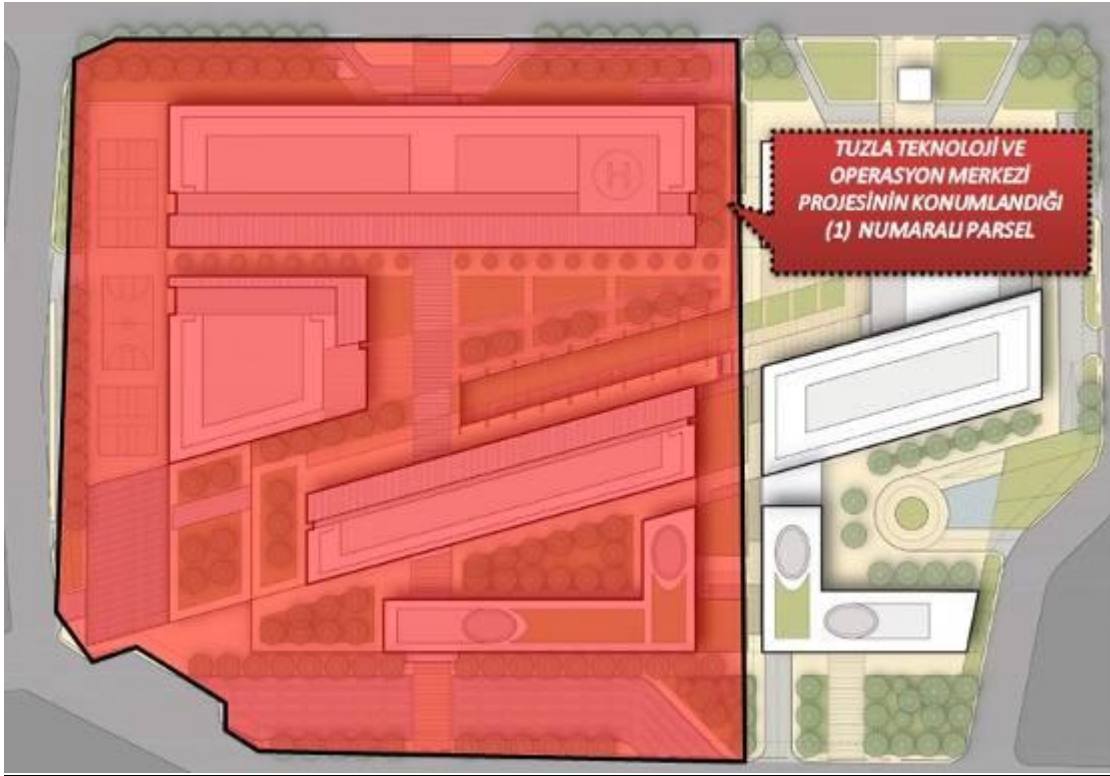 TUZLA TEKNOLOJİ VE
OPERASYON MERKEZİ
PROJESİNİN KONUMLANDIĞI
(1) NUMARALI PARSEL
H